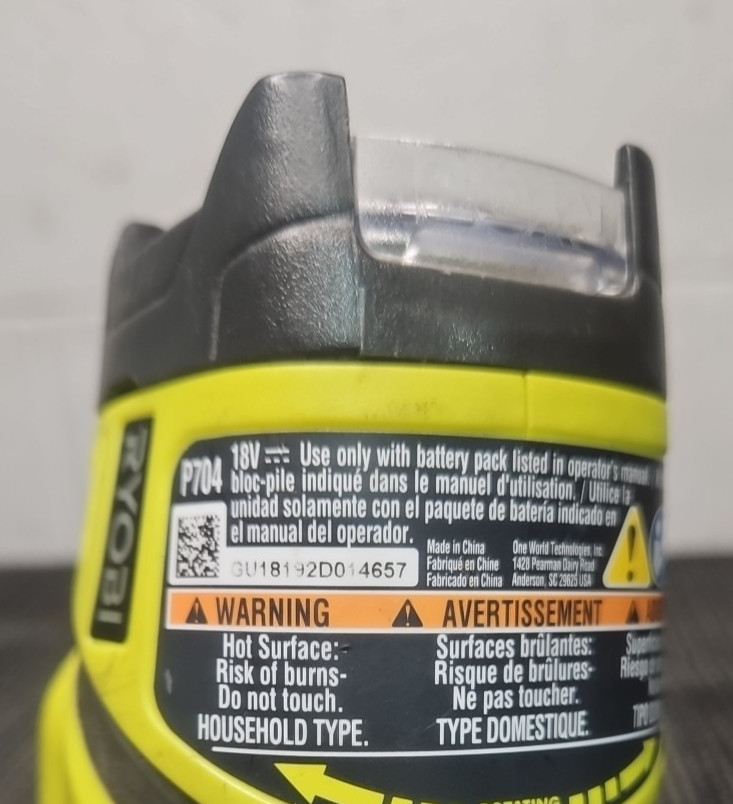 RYOBI
P704
18V ⎓ Use only with battery pack listed in operator's manual
bloc-pile indiqué dans le manuel d'utilisation. / Utilice la
unidad solamente con el paquete de batería indicado en
el manual del operador.
GU18192D014657
Made in China
Fabriqué en Chine
Fabricado en China
One World Technologies, Inc.
1428 Pearman Dairy Road
Anderson, SC 29625 USA
WARNING
AVERTISSEMENT
Hot Surface:
Risk of burns-
Do not touch.
HOUSEHOLD TYPE.
Surfaces brûlantes:
Risque de brûlures-
Ne pas toucher.
TYPE DOMESTIQUE.